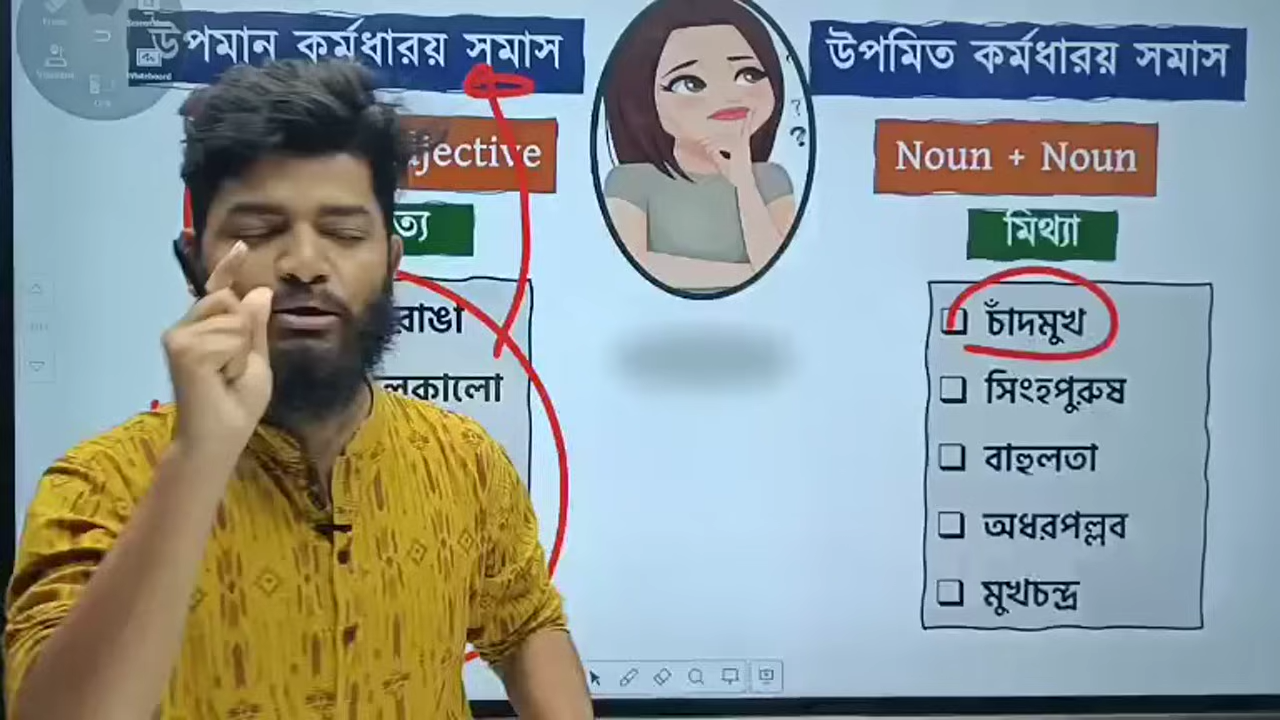 উপমান কর্মধারয় সমাস
উপমিত কর্মধারয় সমাস
Noun + Noun
মিথ্যা
চাঁদমুখ
সিংহপুরুষ
বাহুলতা
অধরপল্লব
মুখচন্দ্র